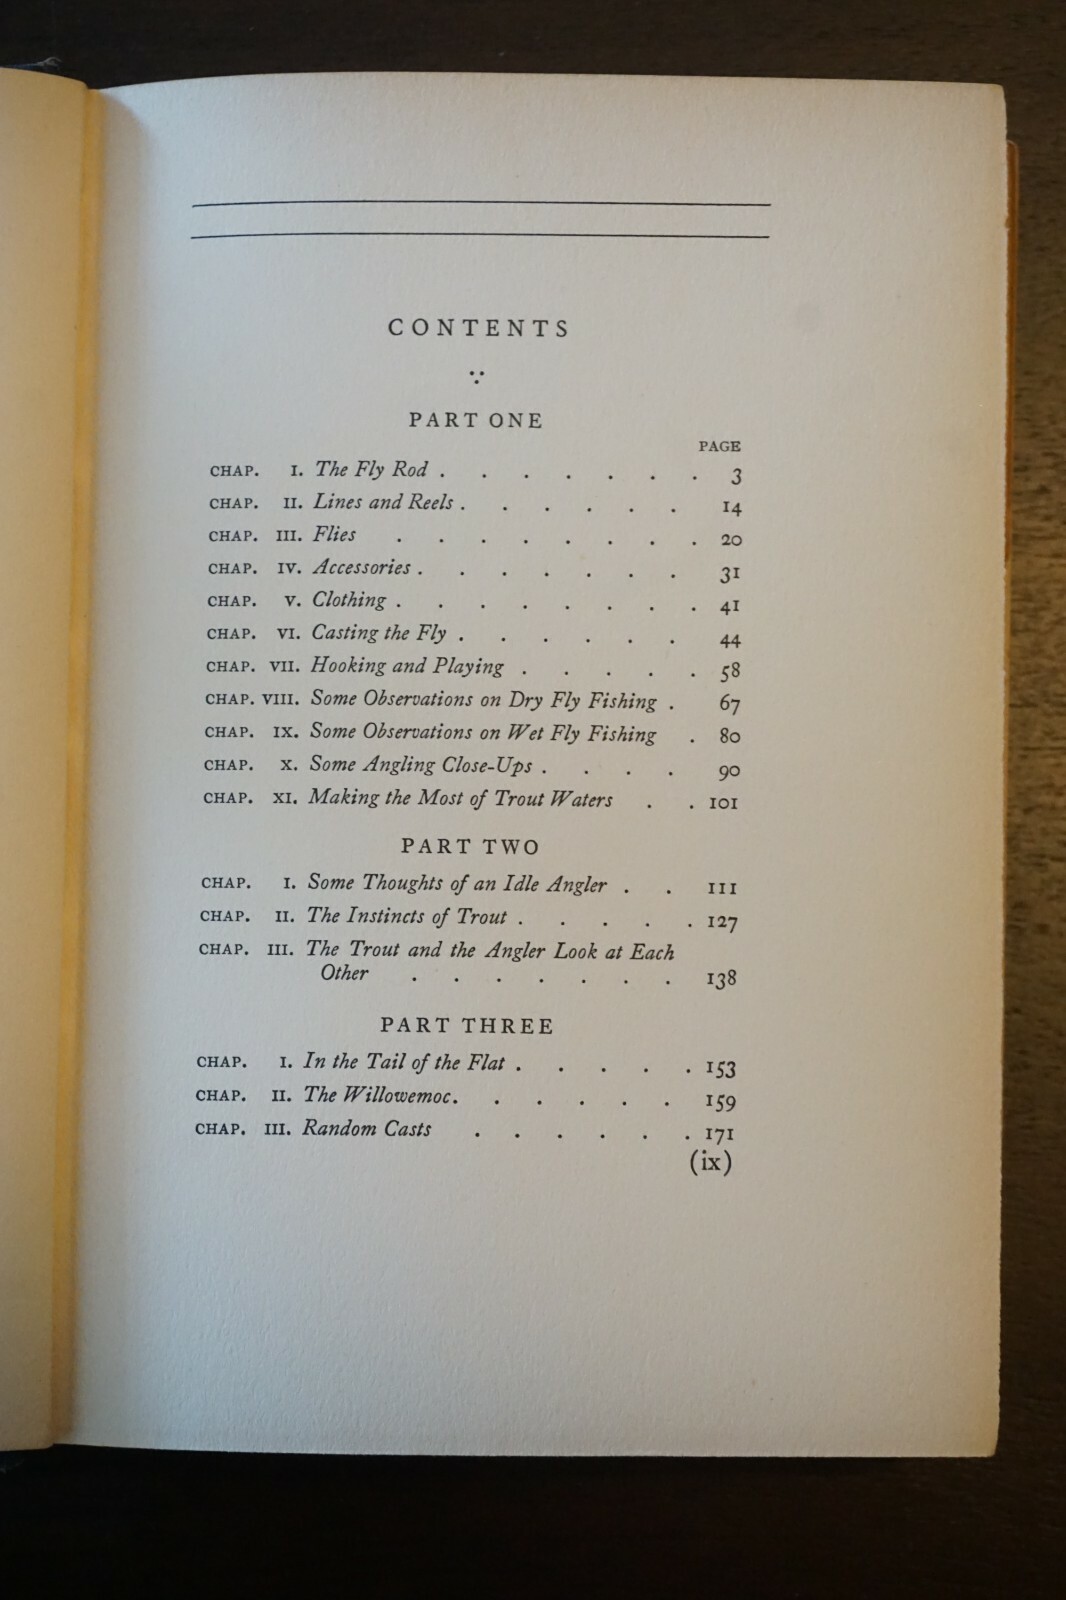 CONTENTS
PART ONE
PAGE
CHAP. I. The Fly Rod . . . . . . . 3
CHAP. II. Lines and Reels . . . . . . 14
CHAP. III. Flies . . . . . . . . 20
CHAP. IV. Accessories . . . . . . . 31
CHAP. V. Clothing . . . . . . . . 41
CHAP. VI. Casting the Fly . . . . . . 44
CHAP. VII. Hooking and Playing . . . . . 58
CHAP. VIII. Some Observations on Dry Fly Fishing . 67
CHAP. IX. Some Observations on Wet Fly Fishing . 80
CHAP. X. Some Angling Close-Ups . . . . 90
CHAP. XI. Making the Most of Trout Waters . . 101
PART TWO
CHAP. I. Some Thoughts of an Idle Angler . . 111
CHAP. II. The Instincts of Trout . . . . . 127
CHAP. III. The Trout and the Angler Look at Each
Other . . . . . . . 138
PART THREE
CHAP. I. In the Tail of the Flat . . . . . 153
CHAP. II. The Willowemoc. . . . . . 159
CHAP. III. Random Casts . . . . . . 171
(ix)